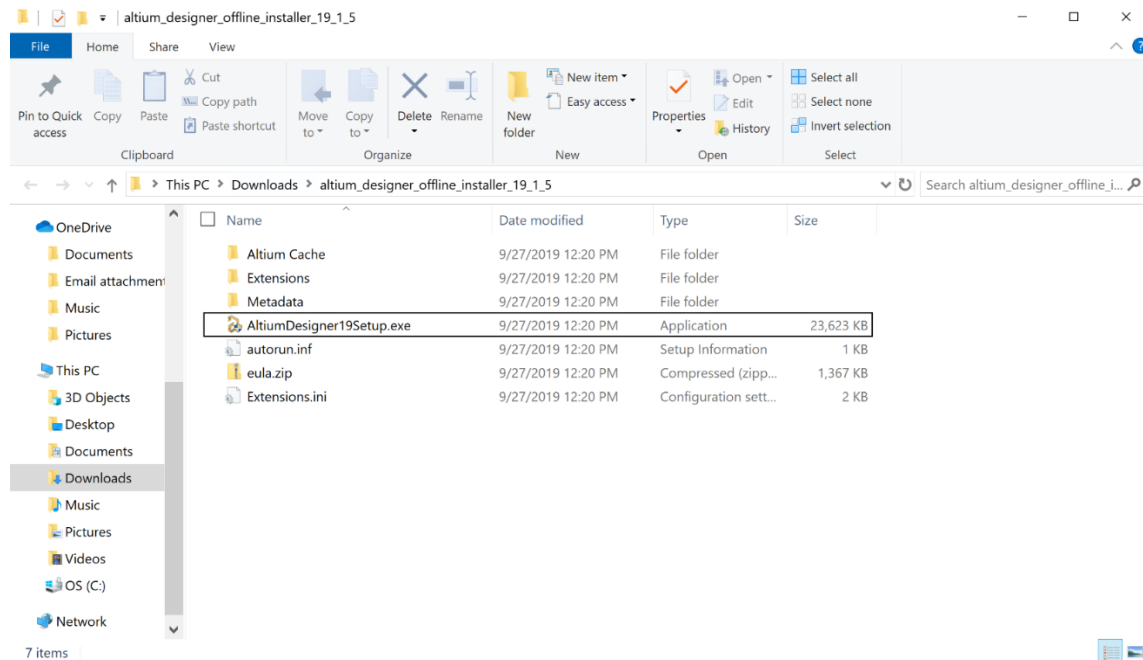 altium_designer_offline_installer_19_1_5
File Home Share View
Pin to Quick access
Copy
Paste
Cut
Copy path
Paste shortcut
Clipboard
Move to
Copy to
Delete
Rename
Organize
New folder
New item
Easy access
New
Properties
Open
Edit
History
Open
Select all
Select none
Invert selection
Select
This PC > Downloads > altium_designer_offline_installer_19_1_5
Search altium_designer_offline_i...
OneDrive
Documents
Email attachment
Music
Pictures
This PC
3D Objects
Desktop
Documents
Downloads
Music
Pictures
Videos
OS (C:)
Network
Name Date modified Type Size
Altium Cache 9/27/2019 12:20 PM File folder
Extensions 9/27/2019 12:20 PM File folder
Metadata 9/27/2019 12:20 PM File folder
AltiumDesigner19Setup.exe 9/27/2019 12:20 PM Application 23,623 KB
autorun.inf 9/27/2019 12:20 PM Setup Information 1 KB
eula.zip 9/27/2019 12:20 PM Compressed (zipp... 1,367 KB
Extensions.ini 9/27/2019 12:20 PM Configuration sett... 2 KB
7 items